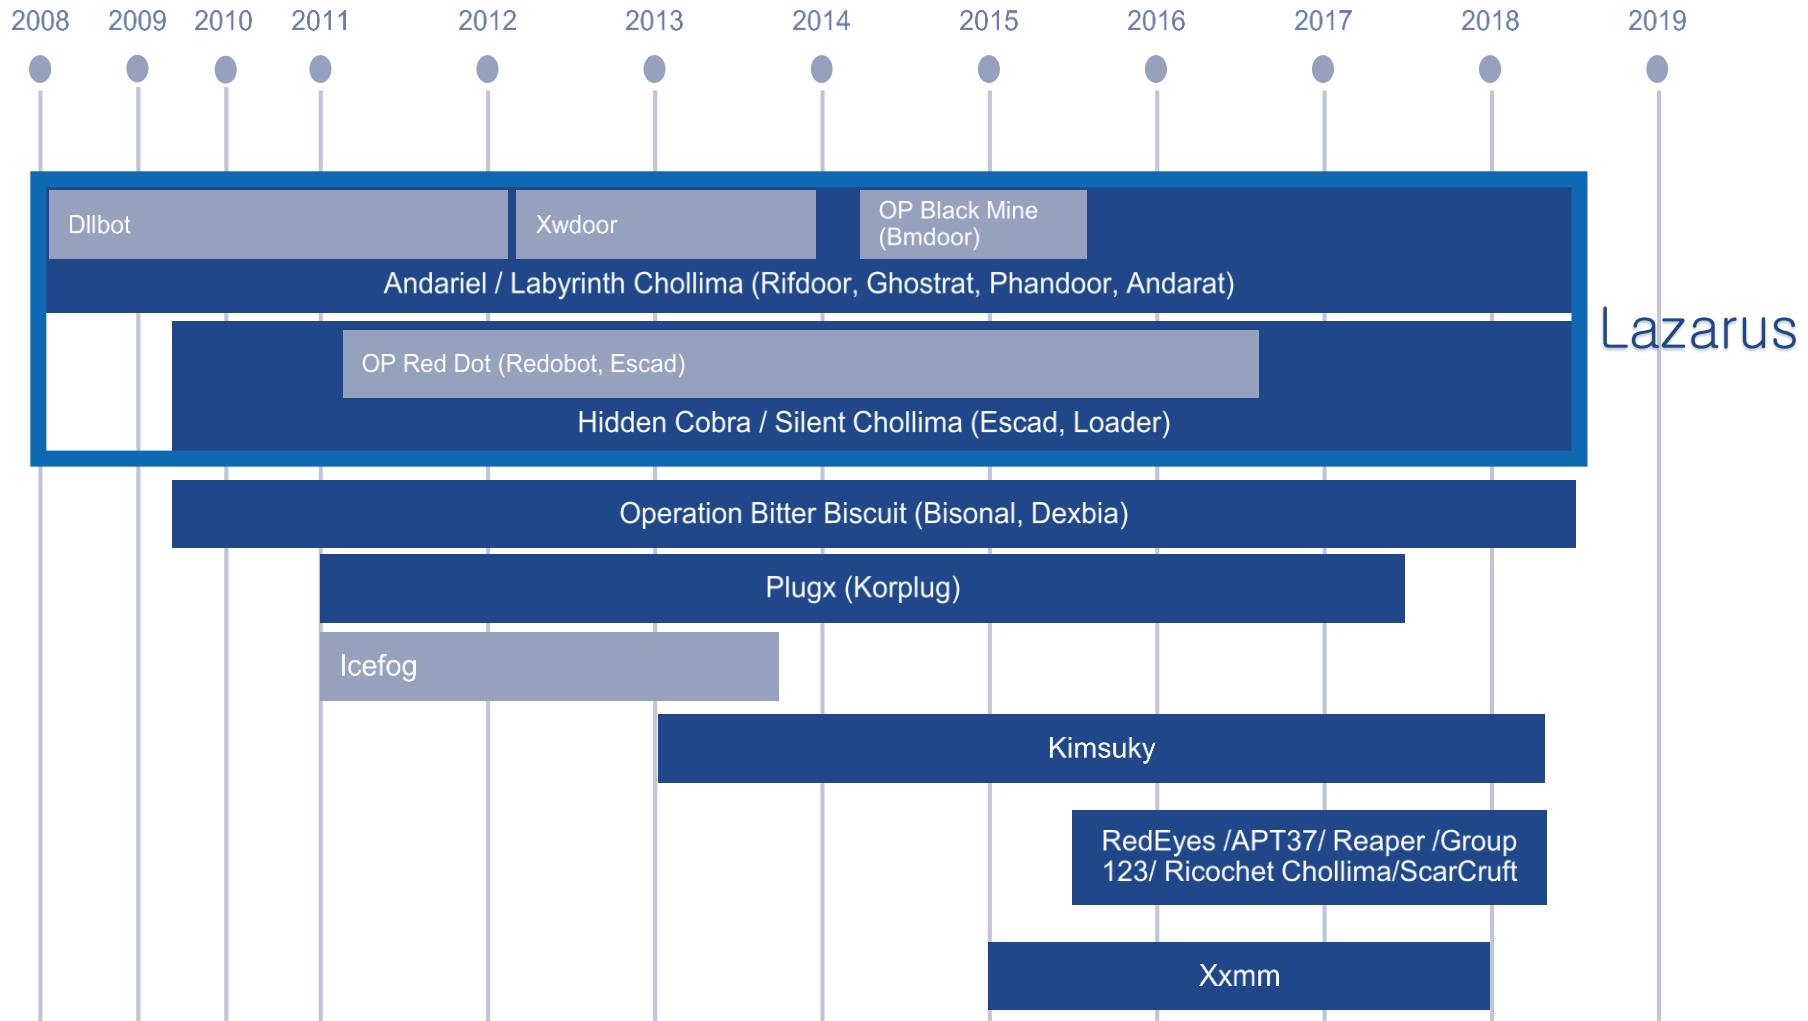 2008 2009 2010 2011 2012 2013 2014 2015 2016 2017 2018 2019
Dllbot
Xwdoor
OP Black Mine
(Bmdoor)
Andariel / Labyrinth Chollima (Rifdoor, Ghostrat, Phandoor, Andarat)
Lazarus
OP Red Dot (Redobot, Escad)
Hidden Cobra / Silent Chollima (Escad, Loader)
Operation Bitter Biscuit (Bisonal, Dexbia)
Plugx (Korplug)
Icefog
Kimsuky
RedEyes /APT37/ Reaper /Group
123/ Ricochet Chollima/ScarCruft
Xxmm